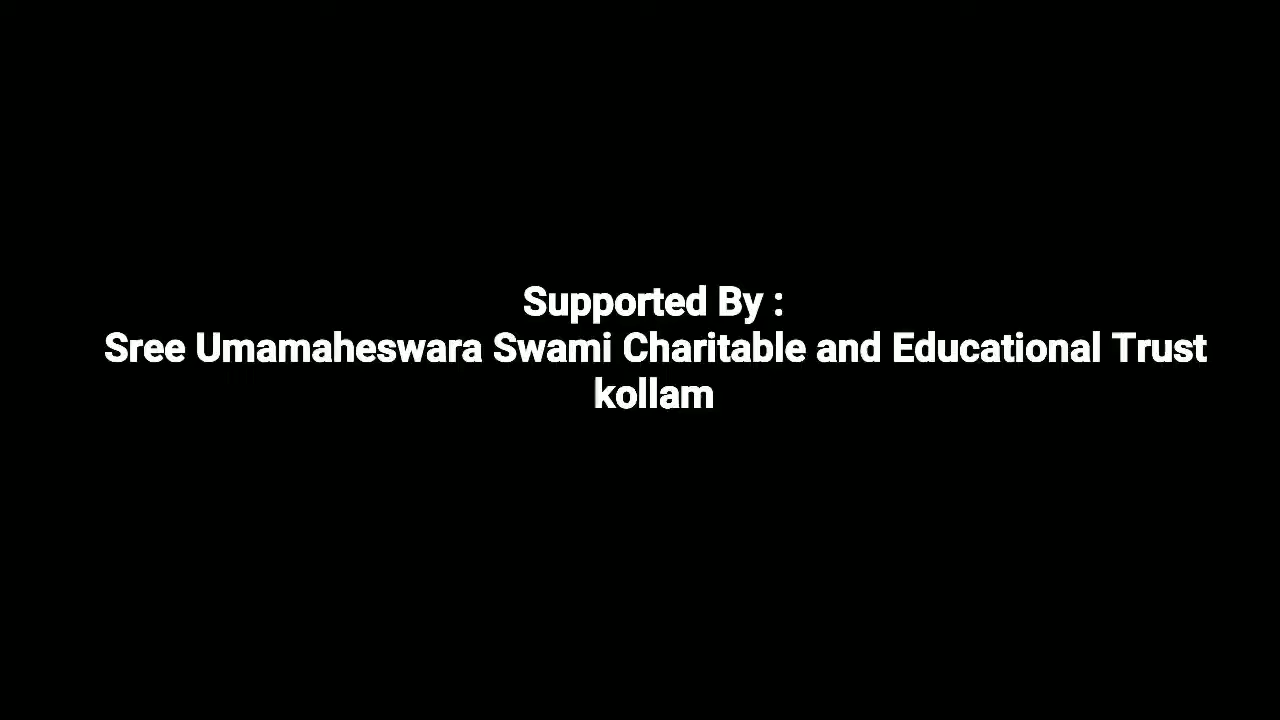 Supported By :
Sree Umamaheswara Swami Charitable and Educational Trust
kollam